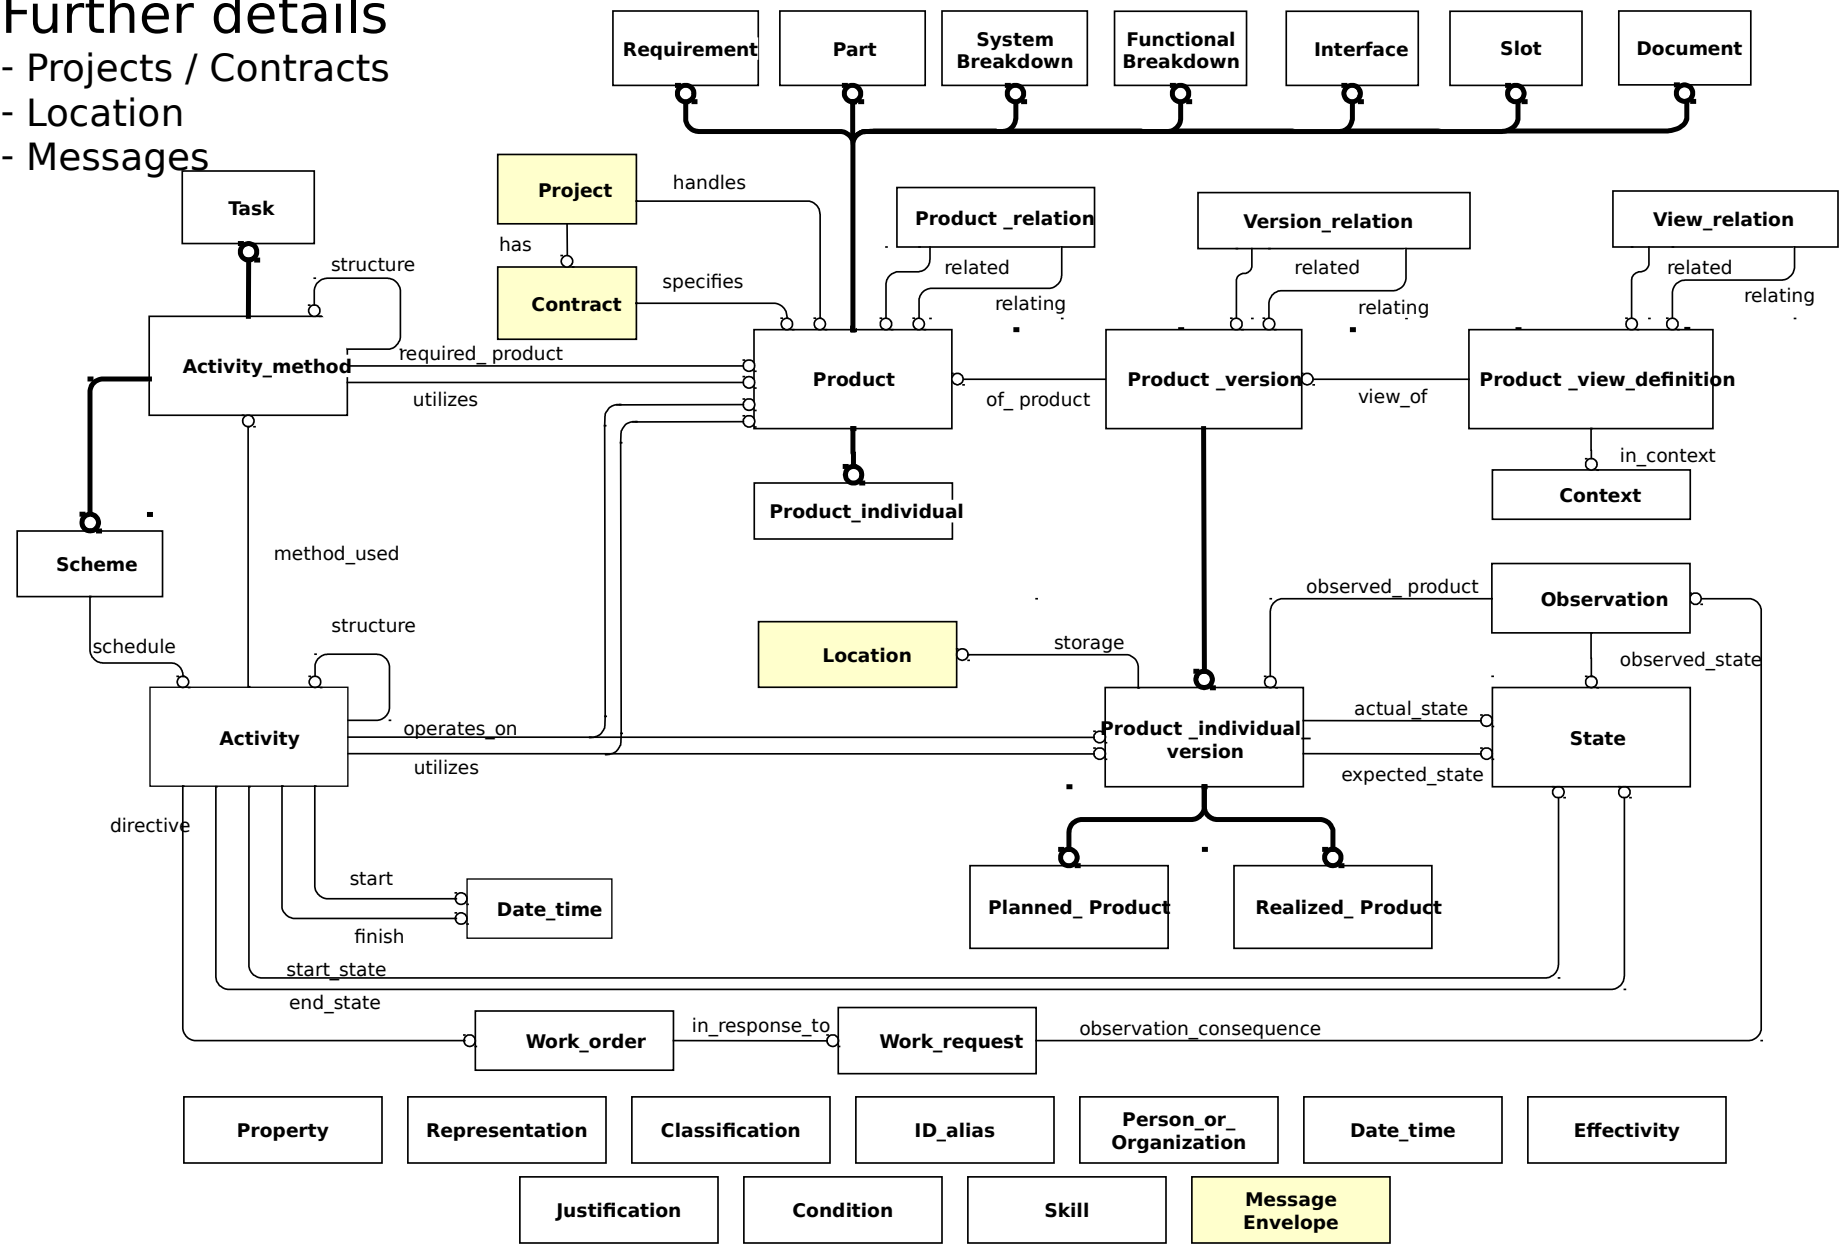 Further details
- Projects / Contracts
- Location
- Messages
Requirement
Part
System
Breakdown
Functional
Breakdown
Interface
Slot
Document
Task
Project
handles
has
Contract
specifies
Product _relation
related
relating
Version_relation
related
relating
View_relation
related
relating
structure
Activity_method
required_ product
utilizes
Product
of_ product
Product _version
view_of
Product _view_definition
in_context
Context
Product_individual
Scheme
method_used
schedule
structure
Location
storage
observed_ product
Observation
observed_state
Activity
operates_on
utilizes
Product _individual_
version
actual_state
expected_state
State
directive
start
finish
Date_time
Planned_ Product
Realized_ Product
start_state
end_state
Work_order
in_response_to
Work_request
observation_consequence
Property
Representation
Classification
ID_alias
Person_or_
Organization
Date_time
Effectivity
Justification
Condition
Skill
Message
Envelope